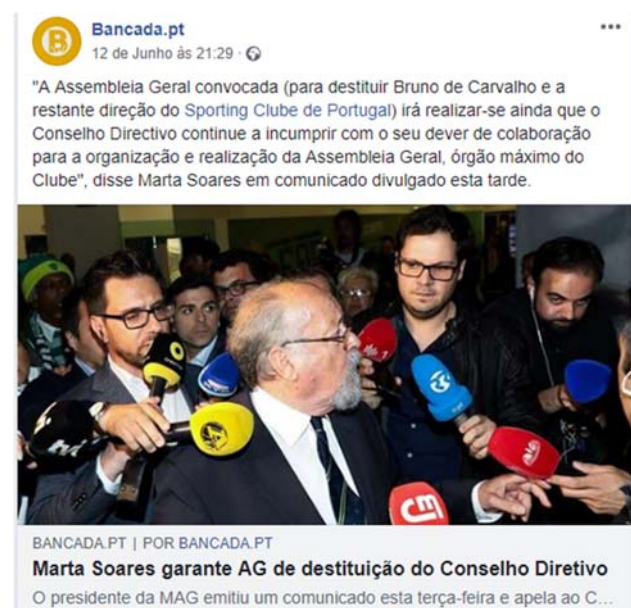 Bancada.pt
12 de Junho às 21:29
"A Assembleia Geral convocada (para destituir Bruno de Carvalho e a
restante direção do Sporting Clube de Portugal) irá realizar-se ainda que o
Conselho Directivo continue a incumprir com o seu dever de colaboração
para a organização e realização da Assembleia Geral, órgão máximo do
Clube", disse Marta Soares em comunicado divulgado esta tarde.
CM
BANCADA.PT | POR BANCADA.PT
Marta Soares garante AG de destituição do Conselho Diretivo
O presidente da MAG emitiu um comunicado esta terça-feira e apela ao C...